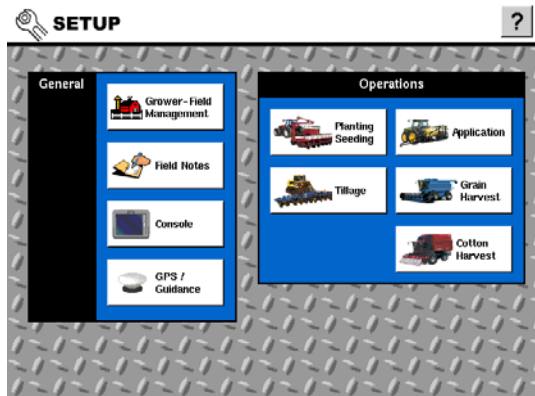 SETUP
?
General
Grower-Field
Management
Field Notes
Console
GPS /
Guidance
Operations
Planting
Seeding
Application
Tillage
Grain
Harvest
Cotton
Harvest